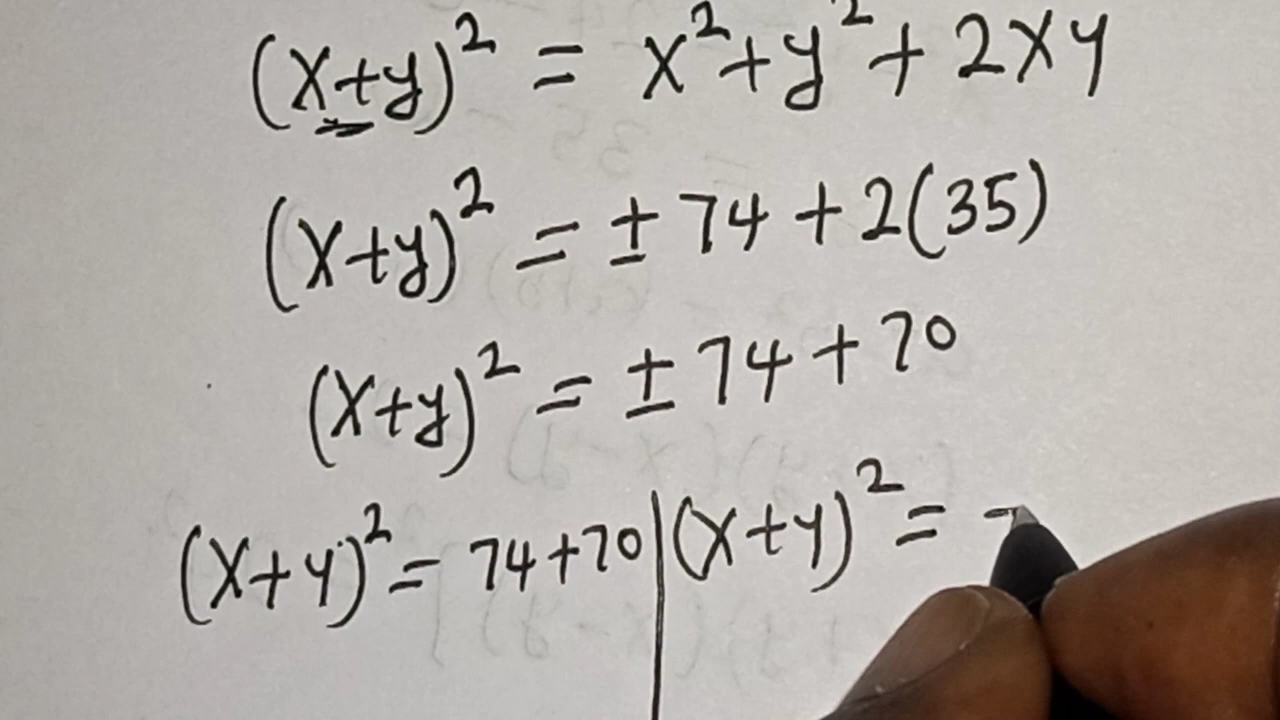 (x+y)² = x²+y²+2xy
(x+y)² = ± 74 + 2(35)
(x+y)² = ± 74 + 70
(x+y)² = 74+70 | (x+y)² = -